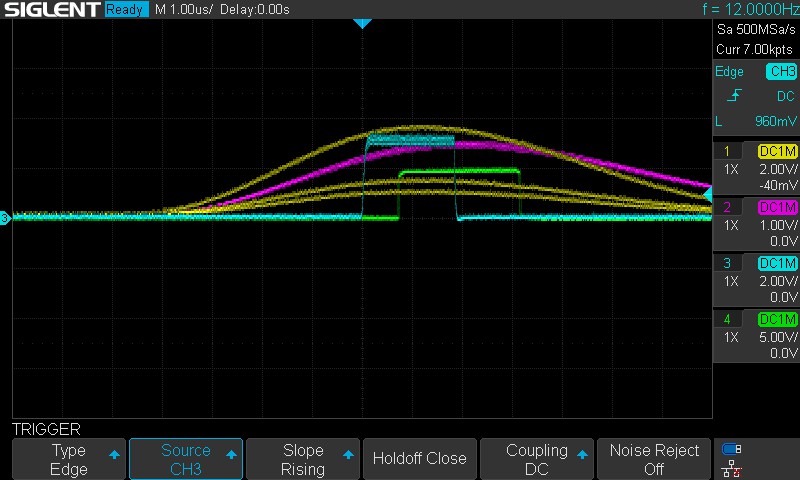 SIGLENT Ready M 1.00us/ Delay:0.00s f = 12.0000Hz
Sa 500MSa/s
Curr 7.00kpts
Edge CH3
DC
L 960mV
1 DC1M
1X 2.00V/
-40mV
2 DC1M
1X 1.00V/
0.0V
3 DC1M
1X 2.00V/
0.0V
4 DC1M
1X 5.00V/
0.0V
3
TRIGGER
Type
Edge
Source
CH3
Slope
Rising
Holdoff Close
Coupling
DC
Noise Reject
Off